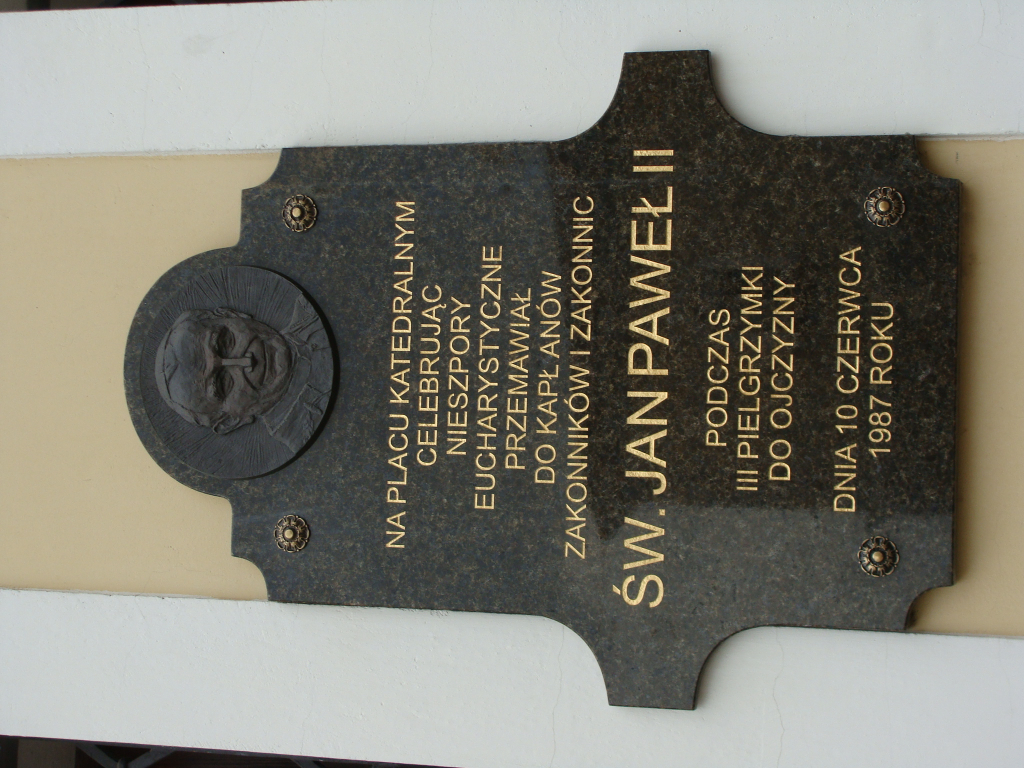 NA PLACU KATEDRALNYM
CELEBRUJĄC
NIESZPORY
EUCHARYSTYCZNE
PRZEMAWIAŁ
DO KAPŁANÓW
ZAKONNIKÓW I ZAKONNIC
ŚW. JAN PAWEŁ II
PODCZAS
III PIELGRZYMKI
DO OJCZYZNY
DNIA 10 CZERWCA
1987 ROKU